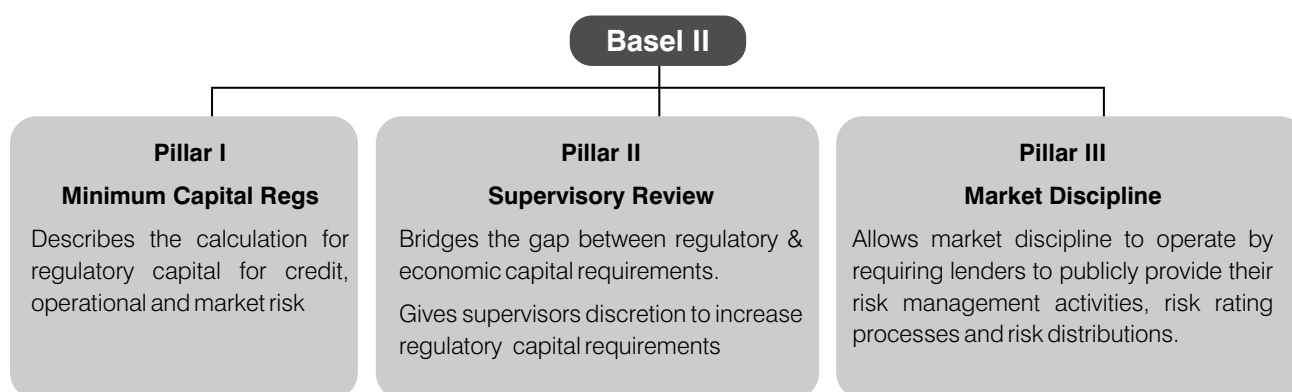 Basel II
Pillar I
Minimum Capital Regs
Describes the calculation for
regulatory capital for credit,
operational and market risk
Pillar II
Supervisory Review
Bridges the gap between regulatory &
economic capital requirements.
Gives supervisors discretion to increase
regulatory capital requirements
Pillar III
Market Discipline
Allows market discipline to operate by
requiring lenders to publicly provide their
risk management activities, risk rating
processes and risk distributions.